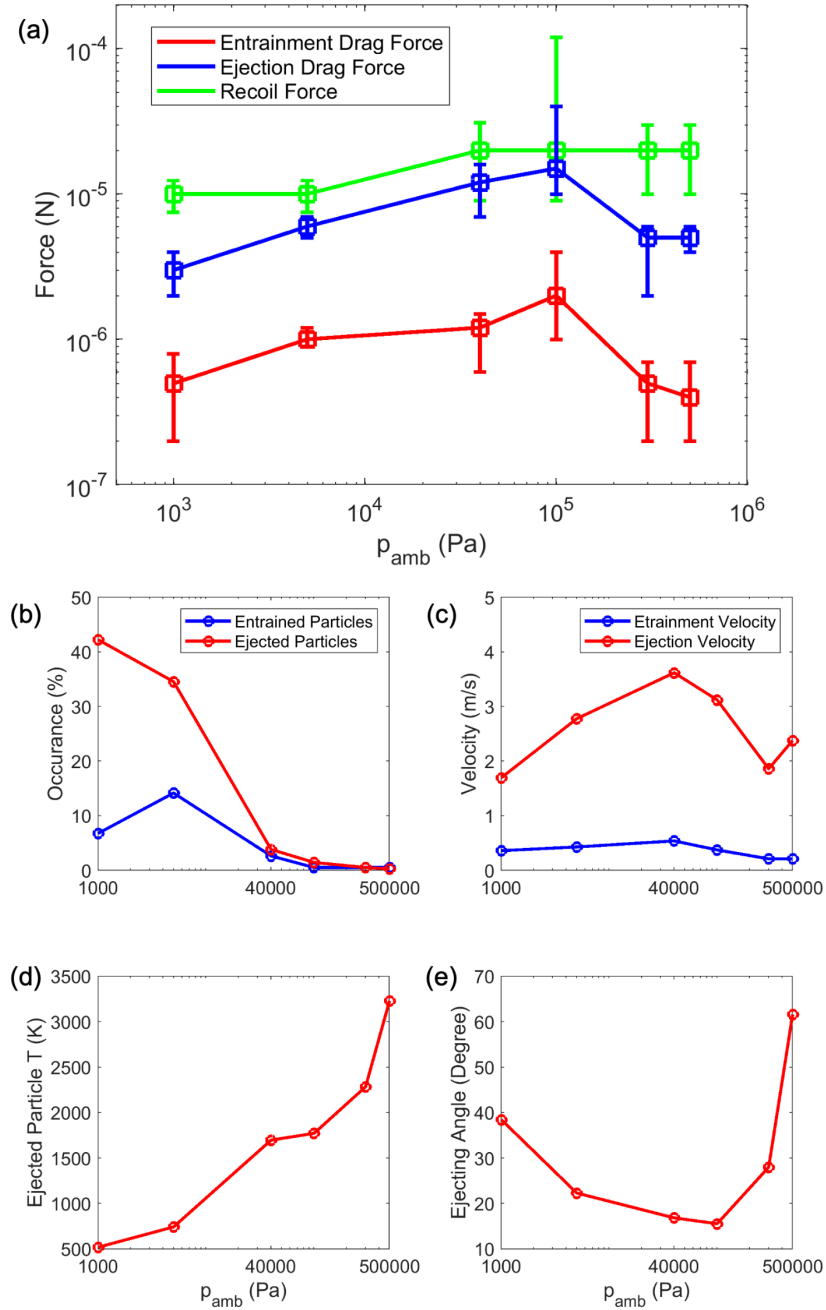 (a)
Entrainment Drag Force
Ejection Drag Force
Recoil Force
Force (N)
10^-4
10^-5
10^-6
10^-7
10^3
10^4
10^5
10^6
p_amb (Pa)
(b)
Entrained Particles
Ejected Particles
Occurance (%)
50
40
30
20
10
0
1000
40000
500000
(c)
Etrainment Velocity
Ejection Velocity
Velocity (m/s)
5
4
3
2
1
0
1000
40000
500000
(d)
Ejected Particle T (K)
3500
3000
2500
2000
1500
1000
500
1000
40000
500000
p_amb (Pa)
(e)
Ejecting Angle (Degree)
70
60
50
40
30
20
10
1000
40000
500000
p_amb (Pa)